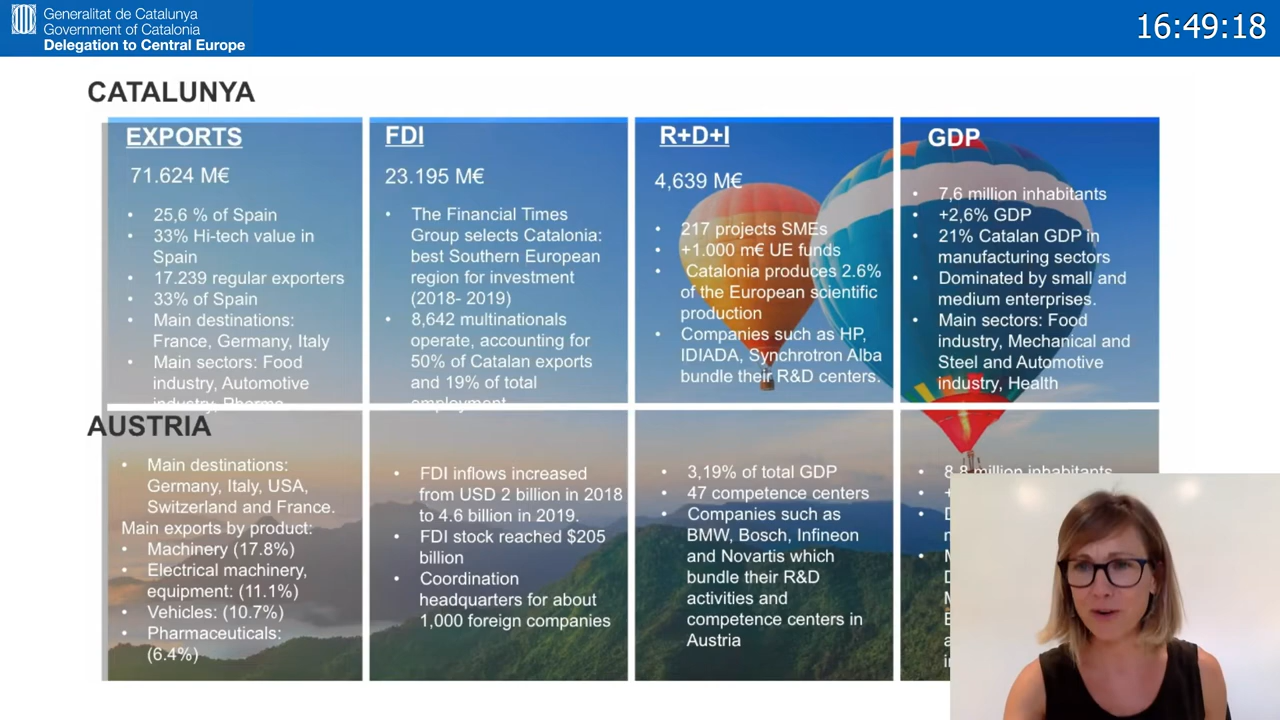 Generalitat de Catalunya
Government of Catalonia
Delegation to Central Europe
16:49:18
CATALUNYA
EXPORTS
71.624 M€
• 25,6 % of Spain
• 33% Hi-tech value in
Spain
• 17.239 regular exporters
• 33% of Spain
• Main destinations:
France, Germany, Italy
• Main sectors: Food
industry, Automotive
industry, Pharma
FDI
23.195 M€
• The Financial Times
Group selects Catalonia:
best Southern European
region for investment
(2018- 2019)
• 8,642 multinationals
operate, accounting for
50% of Catalan exports
and 19% of total
employment
R+D+I
4,639 M€
• 217 projects SMEs
• +1.000 m€ UE funds
• Catalonia produces 2.6%
of the European scientific
production
• Companies such as HP,
IDIADA, Synchrotron Alba
bundle their R&D centers.
GDP
• 7,6 million inhabitants
• +2,6% GDP
• 21% Catalan GDP in
manufacturing sectors
• Dominated by small and
medium enterprises.
• Main sectors: Food
industry, Mechanical and
Steel and Automotive
industry, Health
AUSTRIA
• Main destinations:
Germany, Italy, USA,
Switzerland and France.
Main exports by product:
• Machinery (17.8%)
• Electrical machinery,
equipment: (11.1%)
• Vehicles: (10.7%)
• Pharmaceuticals:
(6.4%)
• FDI inflows increased
from USD 2 billion in 2018
to 4.6 billion in 2019.
• FDI stock reached $205
billion
• Coordination
headquarters for about
1,000 foreign companies
• 3,19% of total GDP
• 47 competence centers
• Companies such as
BMW, Bosch, Infineon
and Novartis which
bundle their R&D
activities and
competence centers in
Austria
• 8,8 million inhabitants